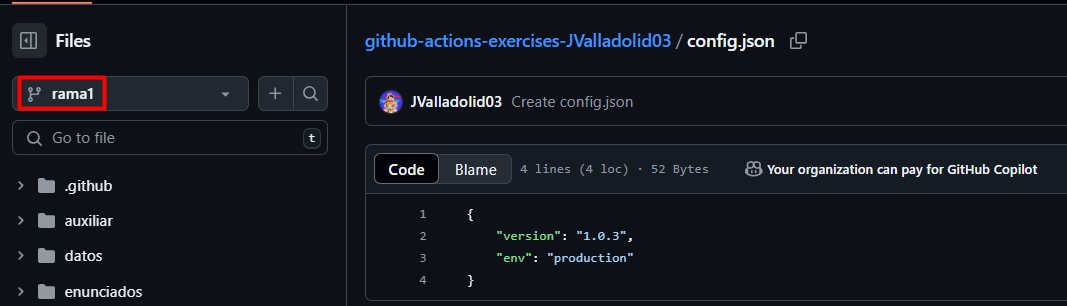 Files
rama1
Go to file t
.github
auxiliar
datos
enunciados
github-actions-exercises-JValladolid03 / config.json
JValladolid03 Create config.json
Code Blame 4 lines (4 loc) · 52 Bytes Your organization can pay for GitHub Copilot
1 {
2 "version": "1.0.3",
3 "env": "production"
4 }